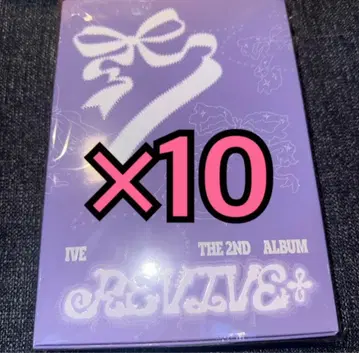 ×10
IVE THE 2ND ALBUM
REVIVE+